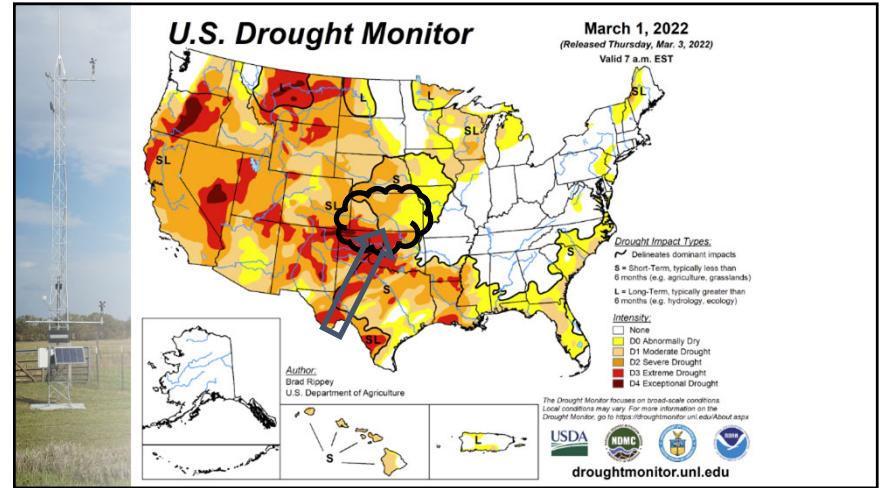 U.S. Drought Monitor
March 1, 2022
(Released Thursday, Mar. 3, 2022)
Valid 7 a.m. EST
L
L
L
SL
SL
SL
S
SL
S
S
SL
Drought Impact Types:
Delineates dominant impacts
S = Short-Term, typically less than
6 months (e.g. agriculture, grasslands)
L = Long-Term, typically greater than
6 months (e.g. hydrology, ecology)
Intensity:
None
D0 Abnormally Dry
D1 Moderate Drought
D2 Severe Drought
D3 Extreme Drought
D4 Exceptional Drought
Author:
Brad Rippey
U.S. Department of Agriculture
S
L
The Drought Monitor focuses on broad-scale conditions.
Local conditions may vary. For more information on the
Drought Monitor, go to https://droughtmonitor.unl.edu/About.aspx
USDA
NDMC
droughtmonitor.unl.edu